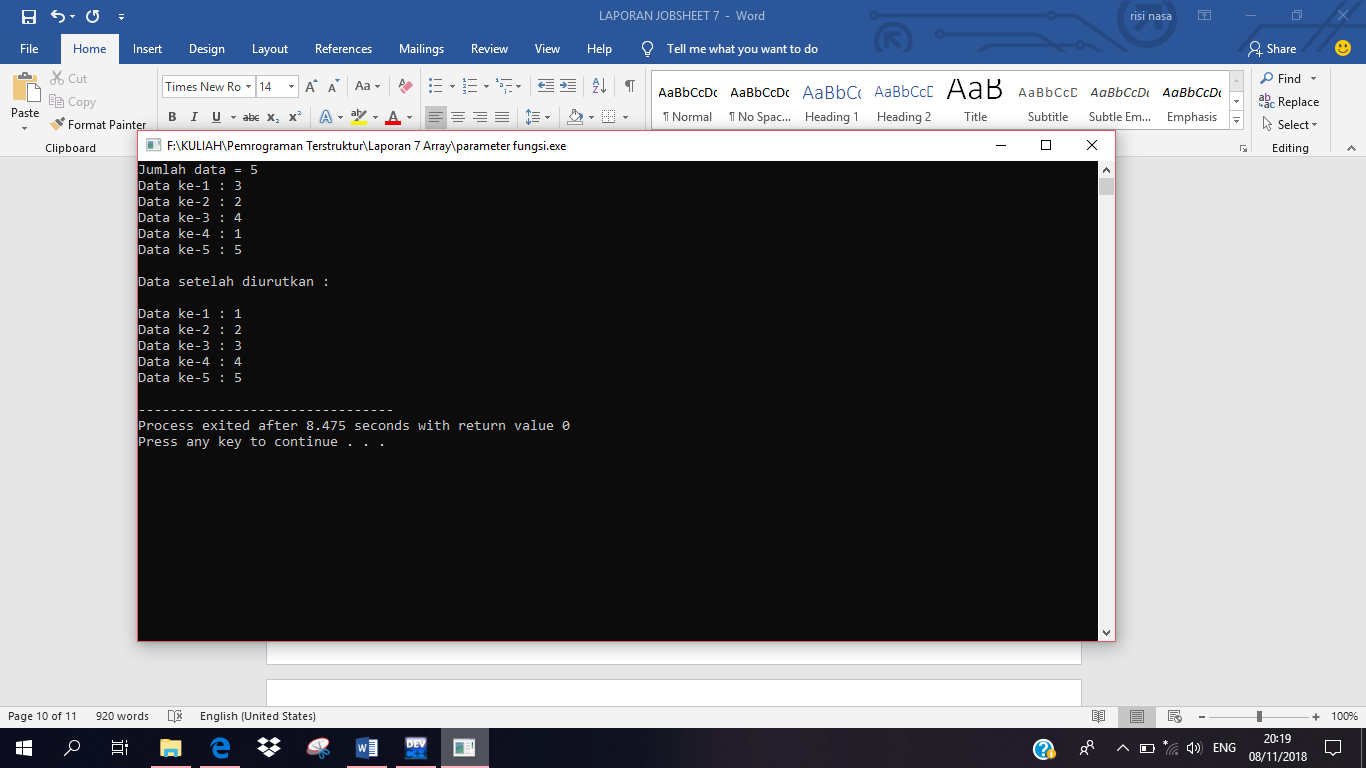 LAPORAN JOBSHEET 7 - Word
risi nasa
File Home Insert Design Layout References Mailings Review View Help Tell me what you want to do Share
Paste
Cut
Copy
Format Painter
Clipboard
Times New Ro 14
Aa
B I U abc x₂ x²
AaBbCcDc AaBbCcDc AaBbCc AaBbCcD AaB AaBbCcD AaBbCcDc AaBbCcDc
¶ Normal ¶ No Spac... Heading 1 Heading 2 Title Subtitle Subtle Em... Emphasis
Find
Replace
Select
Editing
F:\KULIAH\Pemrograman Terstruktur\Laporan 7 Array\parameter fungsi.exe
Jumlah data = 5
Data ke-1 : 3
Data ke-2 : 2
Data ke-3 : 4
Data ke-4 : 1
Data ke-5 : 5
Data setelah diurutkan :
Data ke-1 : 1
Data ke-2 : 2
Data ke-3 : 3
Data ke-4 : 4
Data ke-5 : 5
--------------------------------
Process exited after 8.475 seconds with return value 0
Press any key to continue . . .
Page 10 of 11 920 words English (United States) 100%
DEV
ENG
20:19
08/11/2018